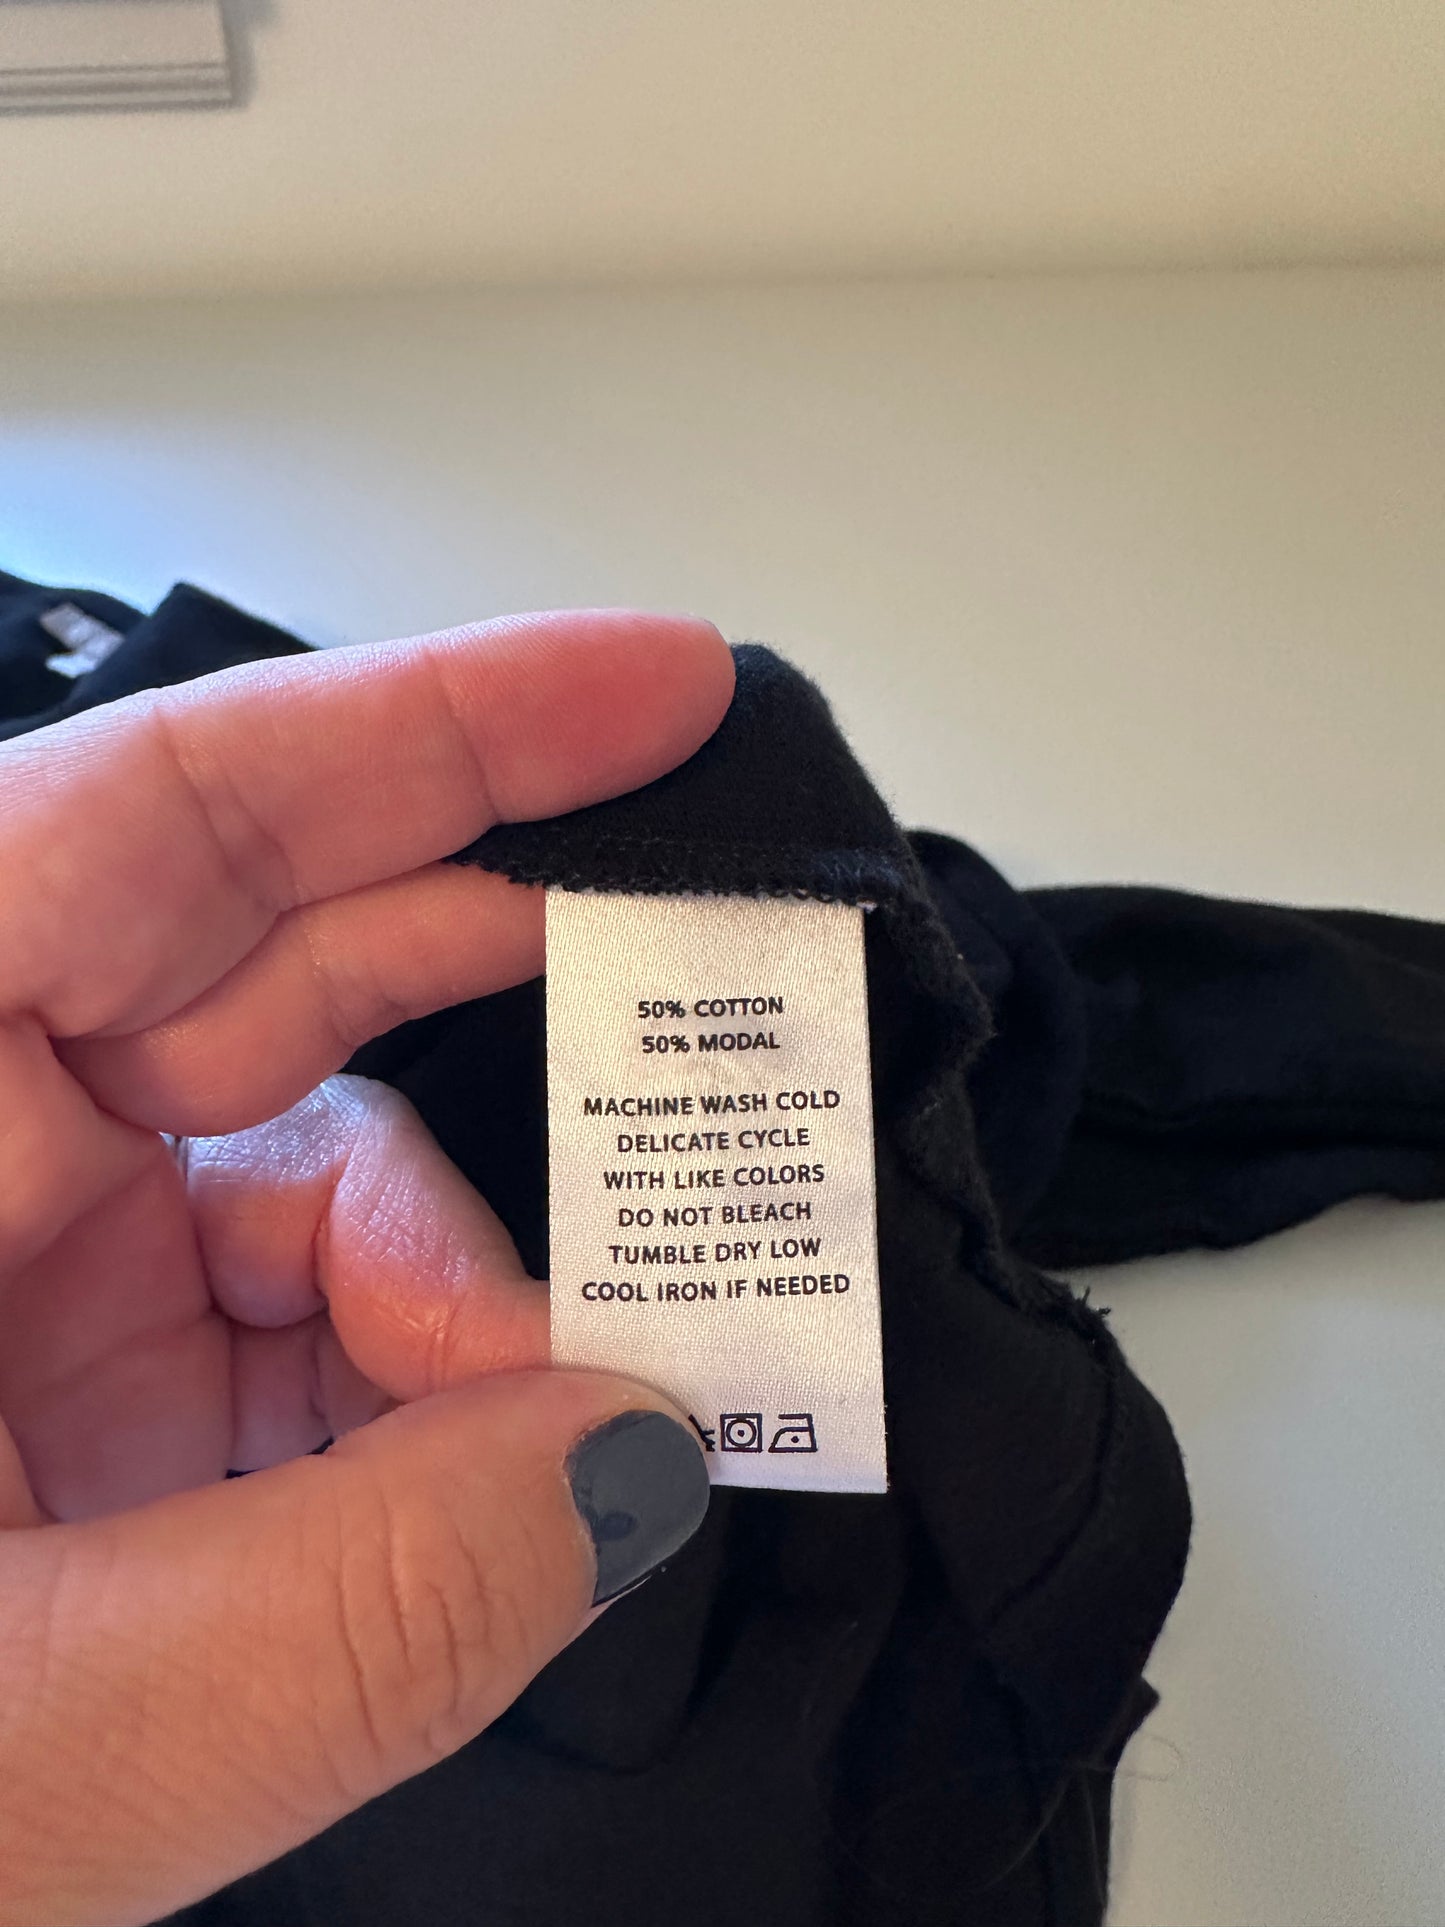 50% COTTON
50% MODAL
MACHINE WASH COLD
DELICATE CYCLE
WITH LIKE COLORS
DO NOT BLEACH
TUMBLE DRY LOW
COOL IRON IF NEEDED